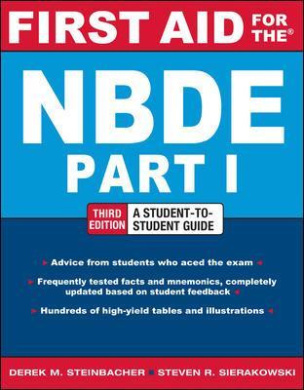 FIRST AID FOR THE®
NBDE
PART I
THIRD EDITION A STUDENT-TO-STUDENT GUIDE
Advice from students who aced the exam
Frequently tested facts and mnemonics, completely
updated based on student feedback
Hundreds of high-yield tables and illustrations
DEREK M. STEINBACHER • STEVEN R. SIERAKOWSKI